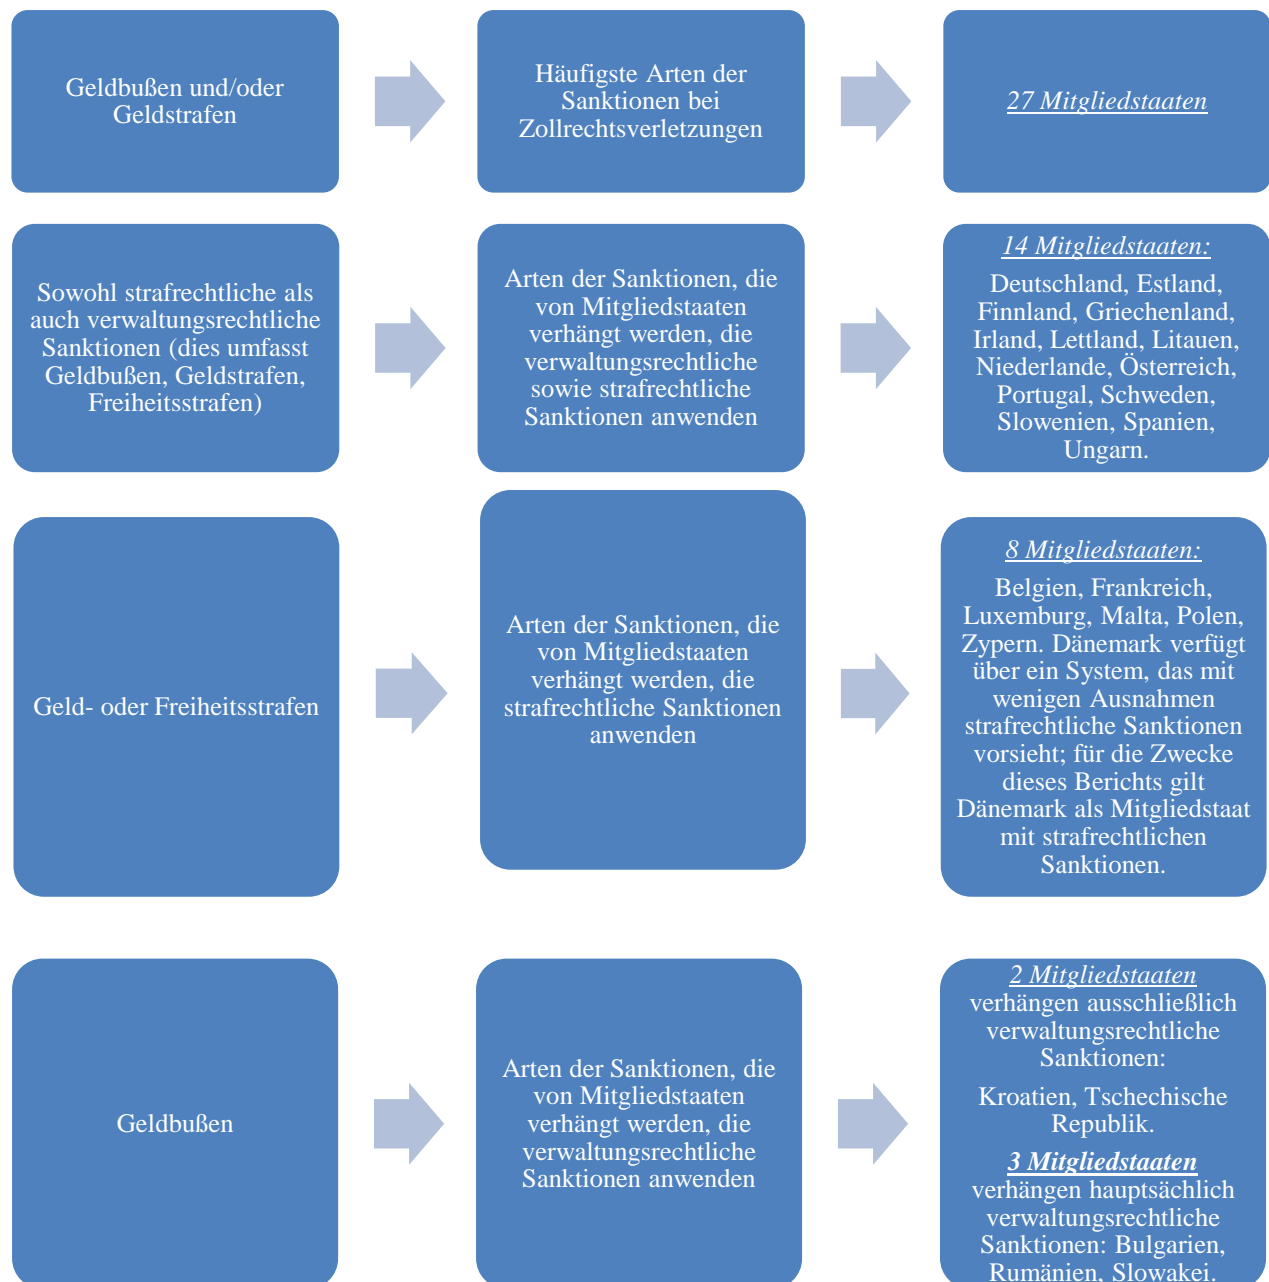 Geldbußen und/oder
Geldstrafen
Häufigste Arten der
Sanktionen bei
Zollrechtsverletzungen
27 Mitgliedstaaten
Sowohl strafrechtliche als
auch verwaltungsrechtliche
Sanktionen (dies umfasst
Geldbußen, Geldstrafen,
Freiheitsstrafen)
Arten der Sanktionen, die
von Mitgliedstaaten
verhängt werden, die
verwaltungsrechtliche
sowie strafrechtliche
Sanktionen anwenden
14 Mitgliedstaaten:
Deutschland, Estland,
Finnland, Griechenland,
Irland, Lettland, Litauen,
Niederlande, Österreich,
Portugal, Schweden,
Slowenien, Spanien,
Ungarn.
Geld- oder Freiheitsstrafen
Arten der Sanktionen, die
von Mitgliedstaaten
verhängt werden, die
strafrechtliche Sanktionen
anwenden
8 Mitgliedstaaten:
Belgien, Frankreich,
Luxemburg, Malta, Polen,
Zypern. Dänemark verfügt
über ein System, das mit
wenigen Ausnahmen
strafrechtliche Sanktionen
vorsieht; für die Zwecke
dieses Berichts gilt
Dänemark als Mitgliedstaat
mit strafrechtlichen
Sanktionen.
Geldbußen
Arten der Sanktionen, die
von Mitgliedstaaten
verhängt werden, die
verwaltungsrechtliche
Sanktionen anwenden
2 Mitgliedstaaten
verhängen ausschließlich
verwaltungsrechtliche
Sanktionen:
Kroatien, Tschechische
Republik.
3 Mitgliedstaaten
verhängen hauptsächlich
verwaltungsrechtliche
Sanktionen: Bulgarien,
Rumänien, Slowakei.